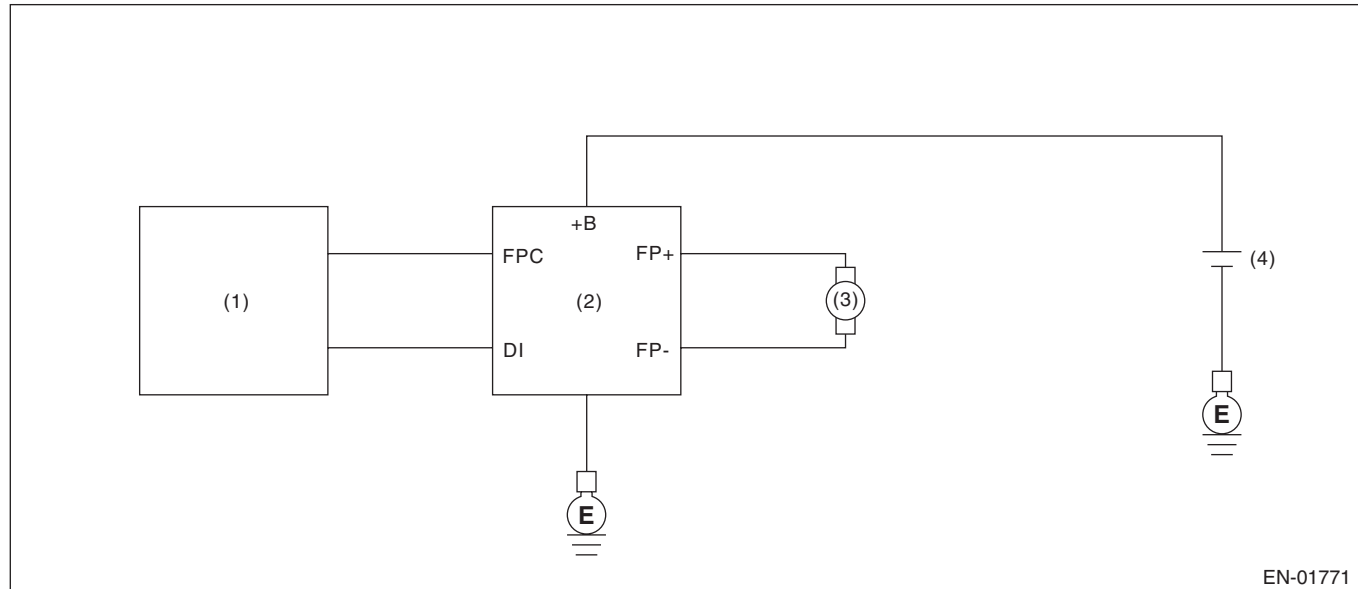 +B
(1)
FPC
DI
(2)
FP+
FP-
(3)
(4)
E
E
EN-01771